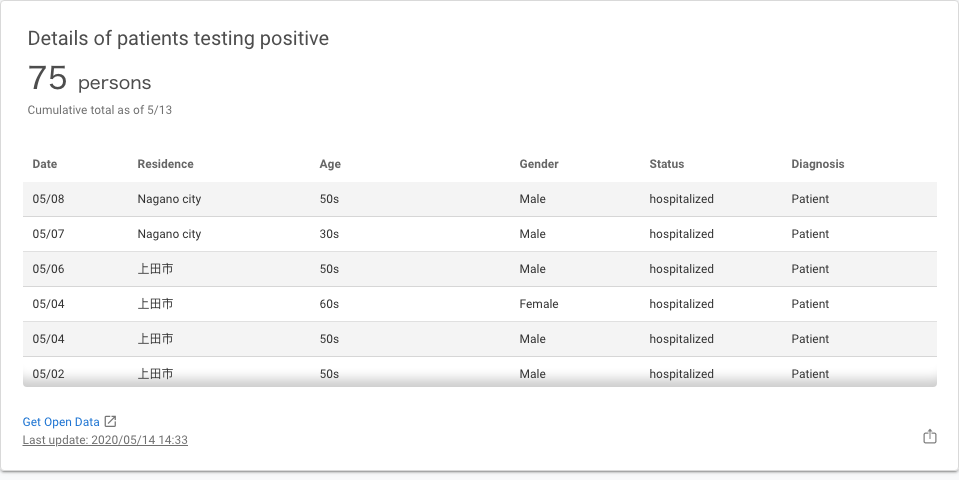 Details of patients testing positive
75 persons
Cumulative total as of 5/13
Date Residence Age Gender Status Diagnosis
05/08 Nagano city 50s Male hospitalized Patient
05/07 Nagano city 30s Male hospitalized Patient
05/06 上田市 50s Male hospitalized Patient
05/04 上田市 60s Female hospitalized Patient
05/04 上田市 50s Male hospitalized Patient
05/02 上田市 50s Male hospitalized Patient
Get Open Data
Last update: 2020/05/14 14:33